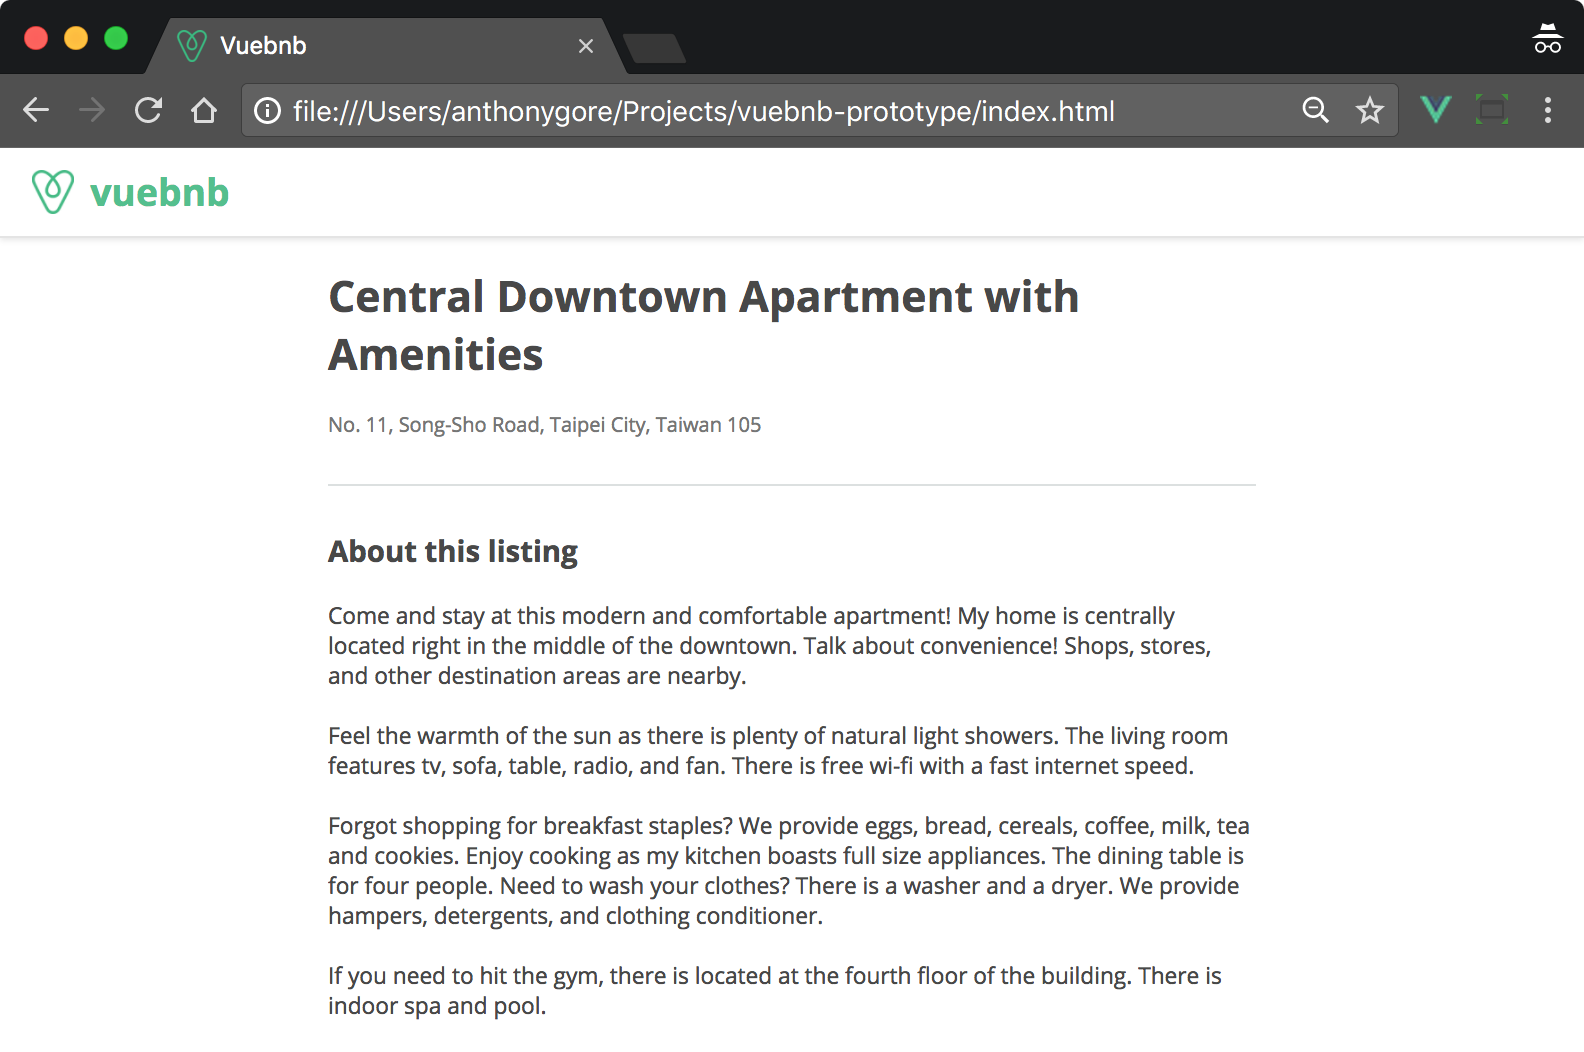 Vuebnb
file:///Users/anthonygore/Projects/vuebnb-prototype/index.html
vuebnb
Central Downtown Apartment with
Amenities
No. 11, Song-Sho Road, Taipei City, Taiwan 105
About this listing
Come and stay at this modern and comfortable apartment! My home is centrally
located right in the middle of the downtown. Talk about convenience! Shops, stores,
and other destination areas are nearby.
Feel the warmth of the sun as there is plenty of natural light showers. The living room
features tv, sofa, table, radio, and fan. There is free wi-fi with a fast internet speed.
Forgot shopping for breakfast staples? We provide eggs, bread, cereals, coffee, milk, tea
and cookies. Enjoy cooking as my kitchen boasts full size appliances. The dining table is
for four people. Need to wash your clothes? There is a washer and a dryer. We provide
hampers, detergents, and clothing conditioner.
If you need to hit the gym, there is located at the fourth floor of the building. There is
indoor spa and pool.